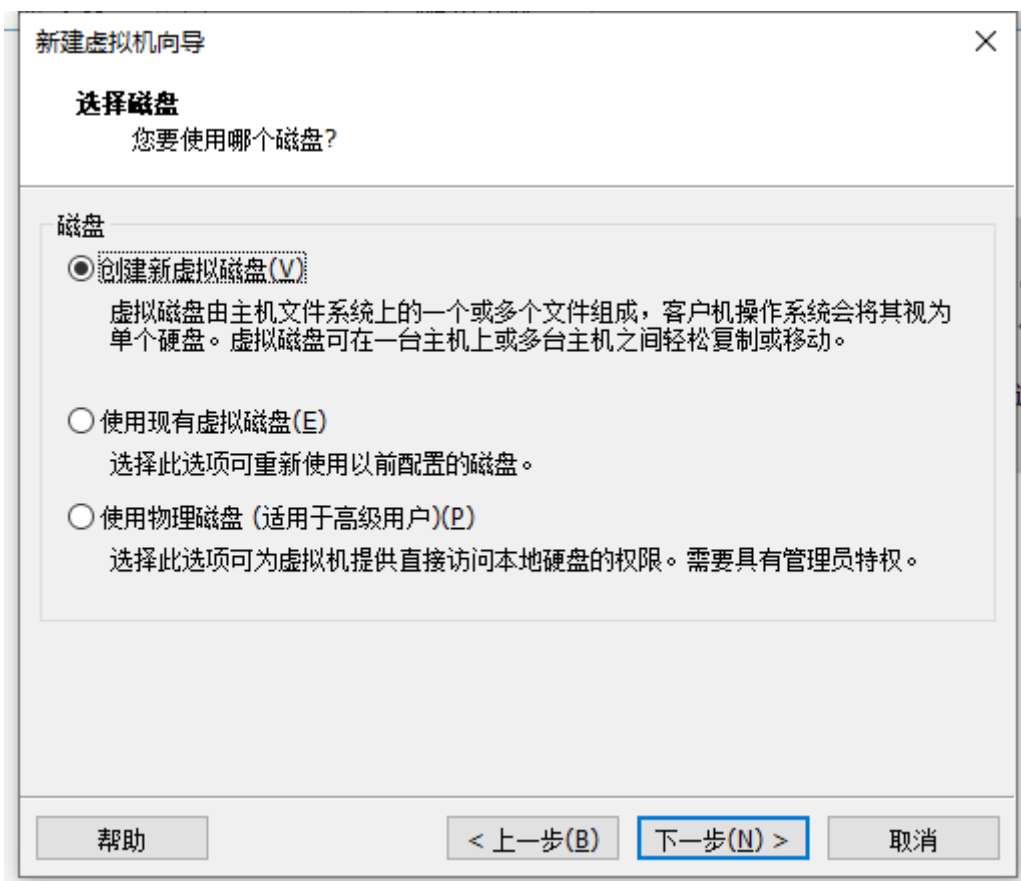 新建虚拟机向导
选择磁盘
您要使用哪个磁盘?
磁盘
创建新虚拟磁盘(V)
虚拟磁盘由主机文件系统上的一个或多个文件组成，客户机操作系统会将其视为
单个硬盘。虚拟磁盘可在一台主机上或多台主机之间轻松复制或移动。
使用现有虚拟磁盘(E)
选择此选项可重新使用以前配置的磁盘。
使用物理磁盘 (适用于高级用户)(P)
选择此选项可为虚拟机提供直接访问本地硬盘的权限。需要具有管理员特权。
帮助
< 上一步(B)
下一步(N) >
取消